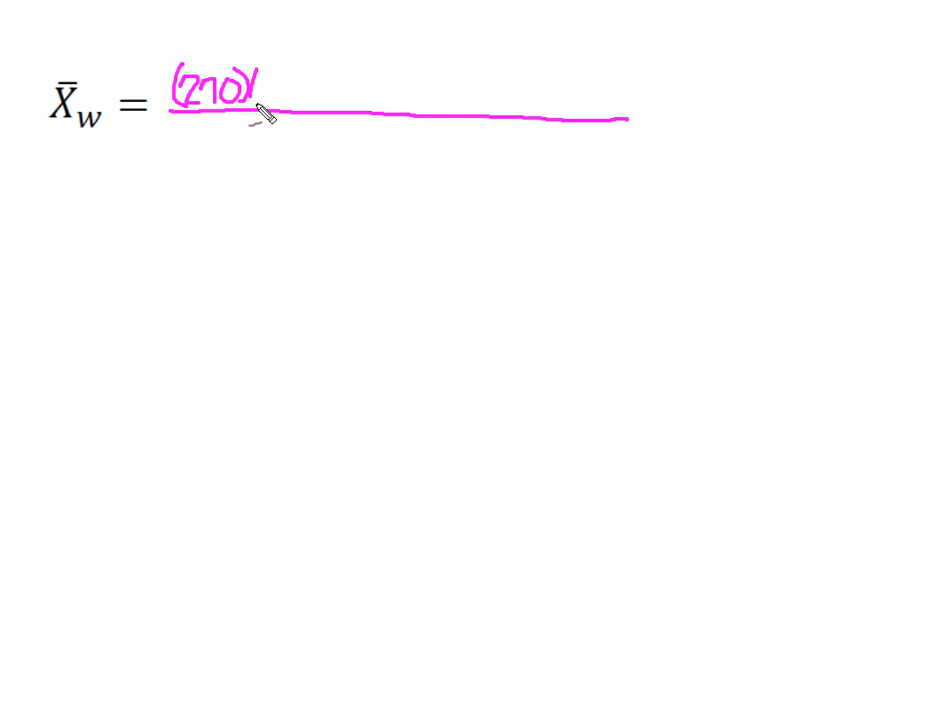 X̄w = (270)(